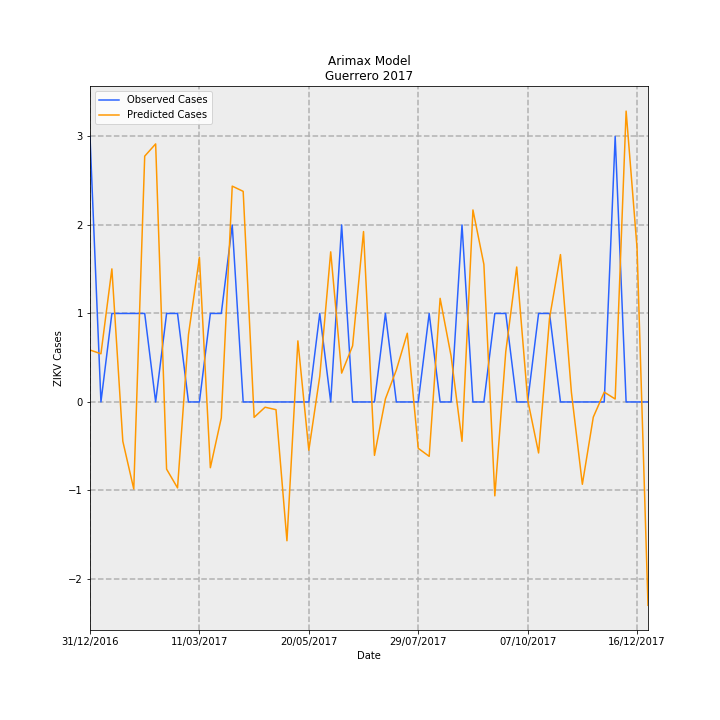 Arimax Model
Guerrero 2017
Observed Cases
Predicted Cases
ZIKV Cases
3
2
1
0
−1
−2
31/12/2016
11/03/2017
20/05/2017
29/07/2017
07/10/2017
16/12/2017
Date